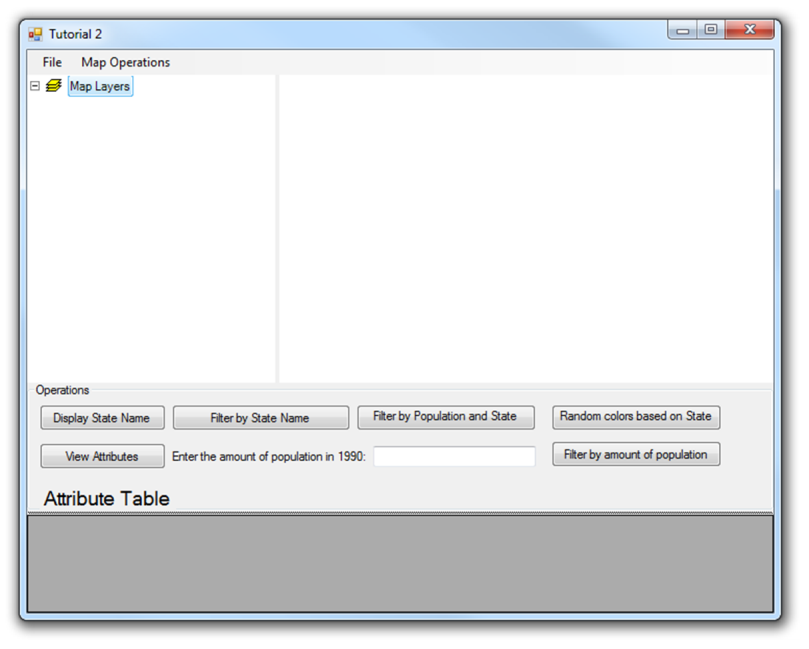 Tutorial 2
File Map Operations
Map Layers
Operations
Display State Name Filter by State Name Filter by Population and State Random colors based on State
View Attributes Enter the amount of population in 1990: Filter by amount of population
Attribute Table